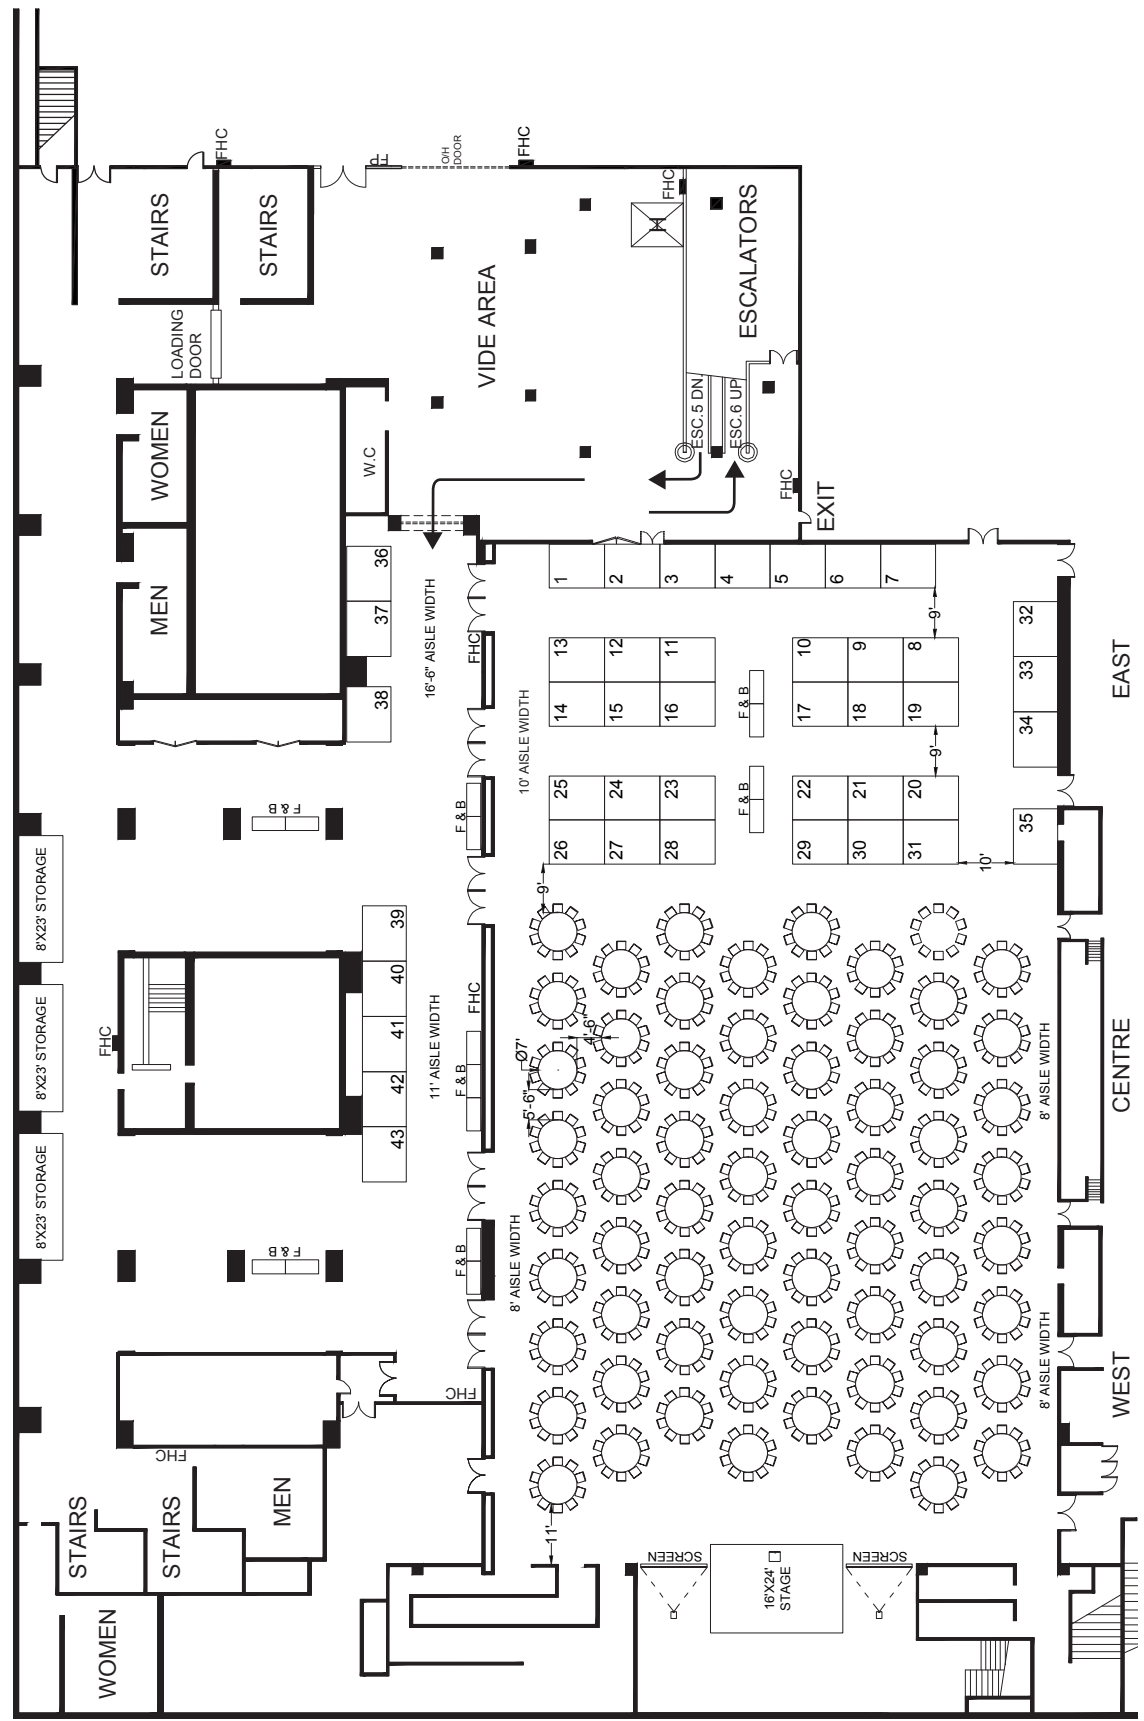 FHC
FP
O/H
DOOR
FHC
STAIRS
STAIRS
FHC
ESCALATORS
VIDE AREA
LOADING
DOOR
ESC.5 DN.
ESC.6 UP
WOMEN
W.C
FHC
EXIT
MEN
36
37
38
16'-6" AISLE WIDTH
FHC
1
2
3
4
5
6
7
9'
32
33
34
35
EAST
13
12
11
10
9
8
14
15
16
F & B
17
18
19
10' AISLE WIDTH
9'
25
24
23
F & B
22
21
20
26
27
28
29
30
31
10'
9'
F & B
F & B
8'X23' STORAGE
8'X23' STORAGE
8'X23' STORAGE
FHC
39
40
41
42
43
11' AISLE WIDTH
FHC
F & B
Ø7'
4'-6"
5'-6"
8' AISLE WIDTH
CENTRE
F & B
F & B
8' AISLE WIDTH
8' AISLE WIDTH
WEST
FHC
FHC
STAIRS
STAIRS
MEN
WOMEN
11'
SCREEN
16'X24'
STAGE
SCREEN